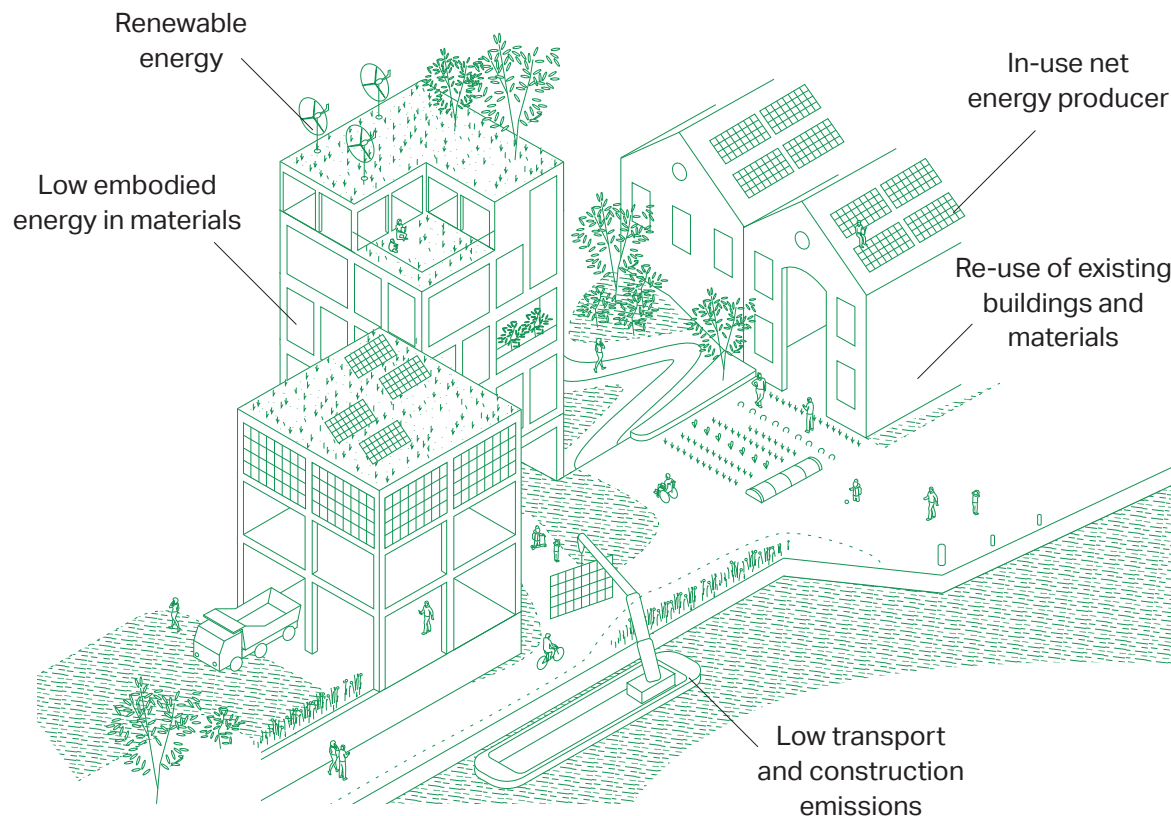 Renewable
energy
In-use net
energy producer
Low embodied
energy in materials
Re-use of existing
buildings and
materials
Low transport
and construction
emissions